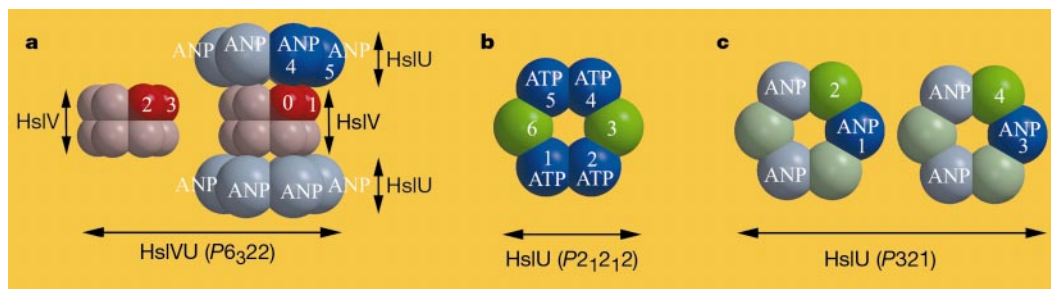 a
ANP ANP ANP ANP
4 5
HslU
HslV
2 3
0 1
HslV
ANP ANP ANP ANP
HslU
HslVU (P6₃22)
b
ATP ATP
5 4
6 3
1 2
ATP ATP
HslU (P2₁2₁2)
c
ANP 2
ANP
1
ANP
ANP 4
ANP
3
ANP
HslU (P321)